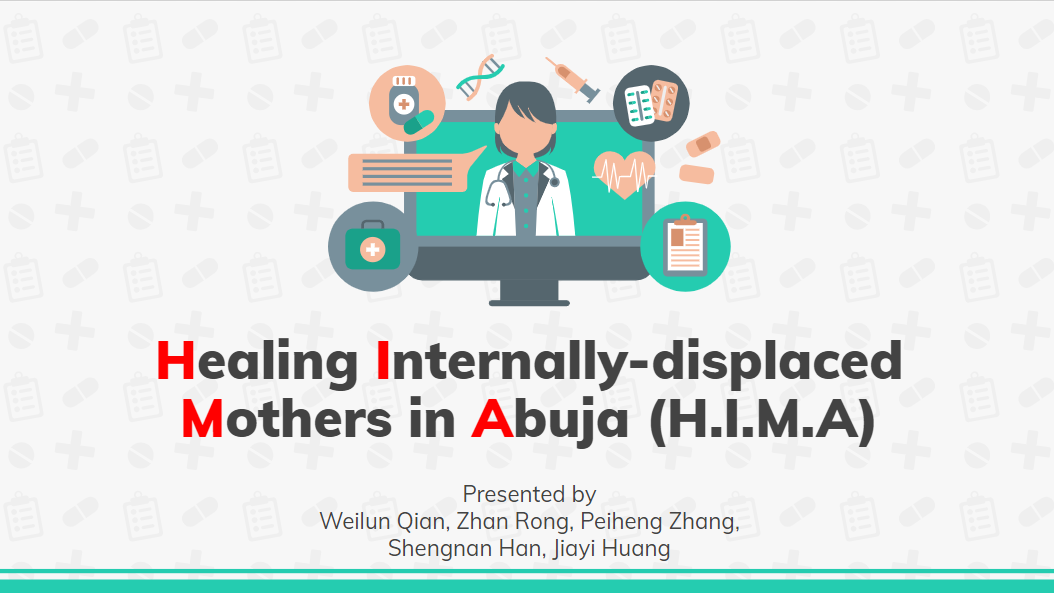 Healing Internally-displaced
Mothers in Abuja (H.I.M.A)
Presented by
Weilun Qian, Zhan Rong, Peiheng Zhang,
Shengnan Han, Jiayi Huang